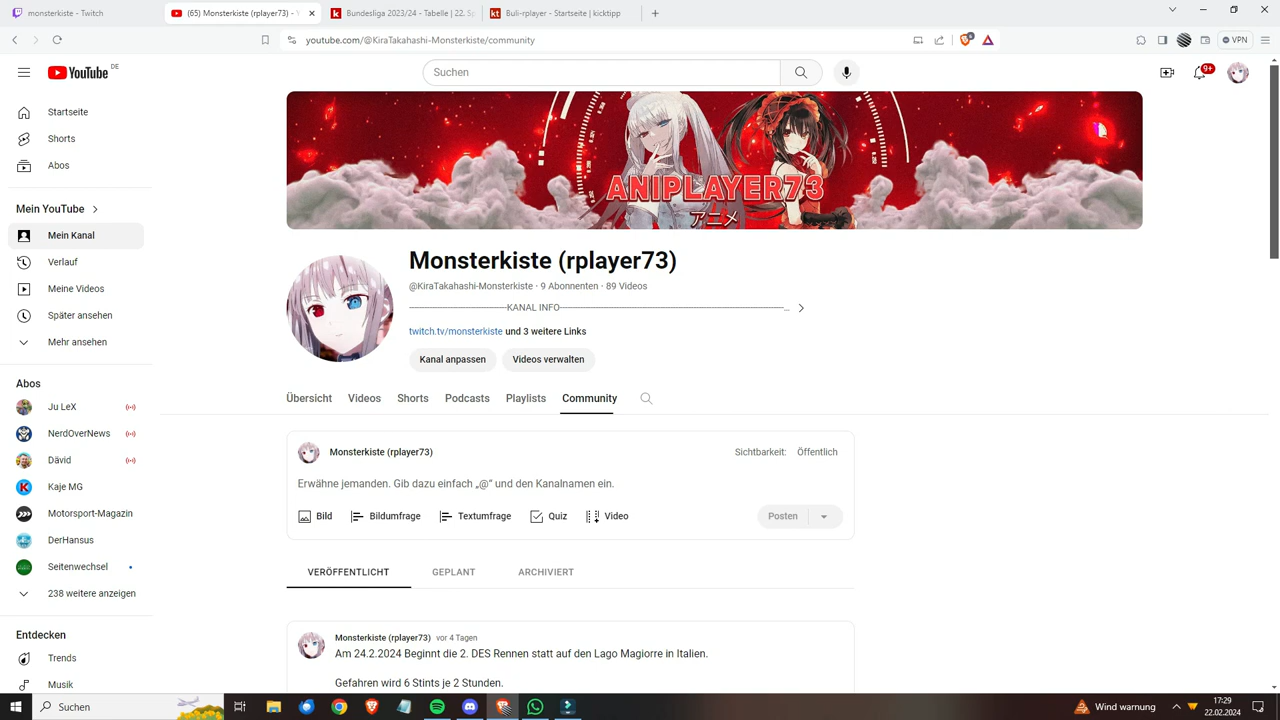 monsterkiste - Twitch
(65) Monsterkiste (rplayer73) - Y
Bundesliga 2023/24 - Tabelle | 22. Sp
Buli-rplayer - Startseite | kicktipp
youtube.com/@KiraTakahashi-Monsterkiste/community
VPN
YouTube DE
Suchen
9+
Startseite
Shorts
Abos
Mein YouTube
Mein Kanal
Verlauf
Meine Videos
Später ansehen
Mehr ansehen
Abos
Ju LeX
NerdOverNews
Dävid
Kaje MG
Motorsport-Magazin
DerHansus
Seitenwechsel
238 weitere anzeigen
Entdecken
Trends
Musik
ANIPLAYER73
アニメ
Monsterkiste (rplayer73)
@KiraTakahashi-Monsterkiste · 9 Abonnenten · 89 Videos
KANAL INFO
twitch.tv/monsterkiste und 3 weitere Links
Kanal anpassen
Videos verwalten
Übersicht
Videos
Shorts
Podcasts
Playlists
Community
Monsterkiste (rplayer73)
Sichtbarkeit: Öffentlich
Erwähne jemanden. Gib dazu einfach „@“ und den Kanalnamen ein.
Bild
Bildumfrage
Textumfrage
Quiz
Video
Posten
VERÖFFENTLICHT
GEPLANT
ARCHIVIERT
Monsterkiste (rplayer73) vor 4 Tagen
Am 24.2.2024 Beginnt die 2. DES Rennen statt auf den Lago Magiorre in Italien.
Gefahren wird 6 Stints je 2 Stunden.
Suchen
Wind warnung
17:29
22.02.2024